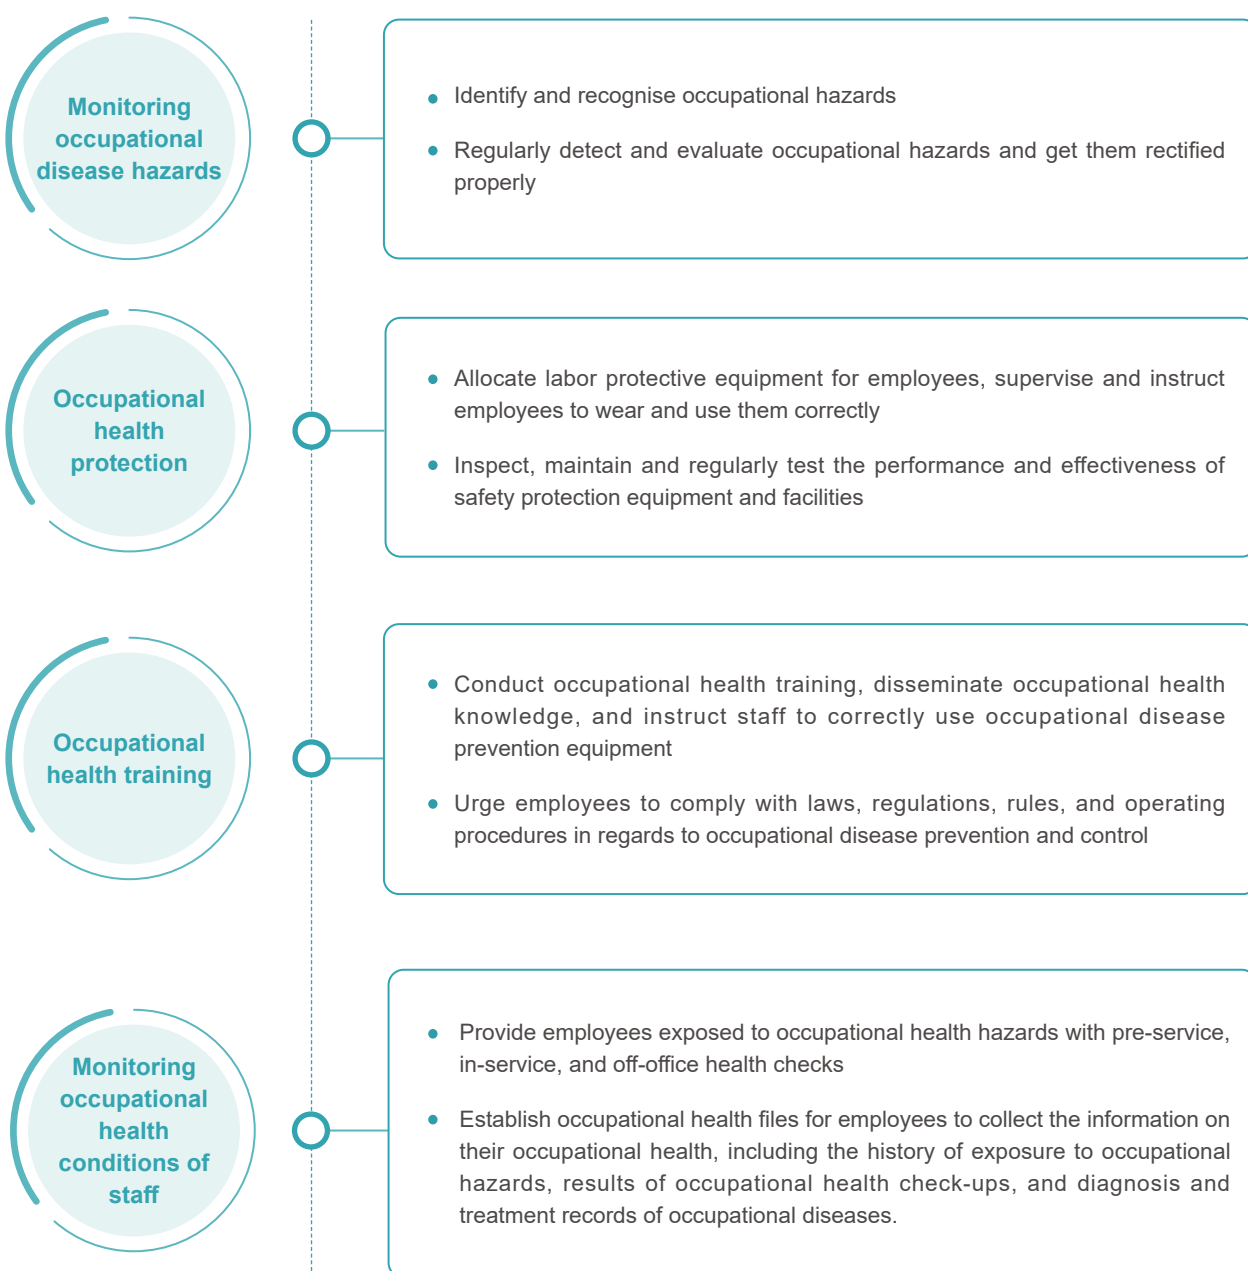 Monitoring
occupational
disease hazards
Identify and recognise occupational hazards
Regularly detect and evaluate occupational hazards and get them rectified
properly
Occupational
health
protection
Allocate labor protective equipment for employees, supervise and instruct
employees to wear and use them correctly
Inspect, maintain and regularly test the performance and effectiveness of
safety protection equipment and facilities
Occupational
health training
Conduct occupational health training, disseminate occupational health
knowledge, and instruct staff to correctly use occupational disease
prevention equipment
Urge employees to comply with laws, regulations, rules, and operating
procedures in regards to occupational disease prevention and control
Monitoring
occupational
health
conditions of
staff
Provide employees exposed to occupational health hazards with pre-service,
in-service, and off-office health checks
Establish occupational health files for employees to collect the information on
their occupational health, including the history of exposure to occupational
hazards, results of occupational health check-ups, and diagnosis and
treatment records of occupational diseases.